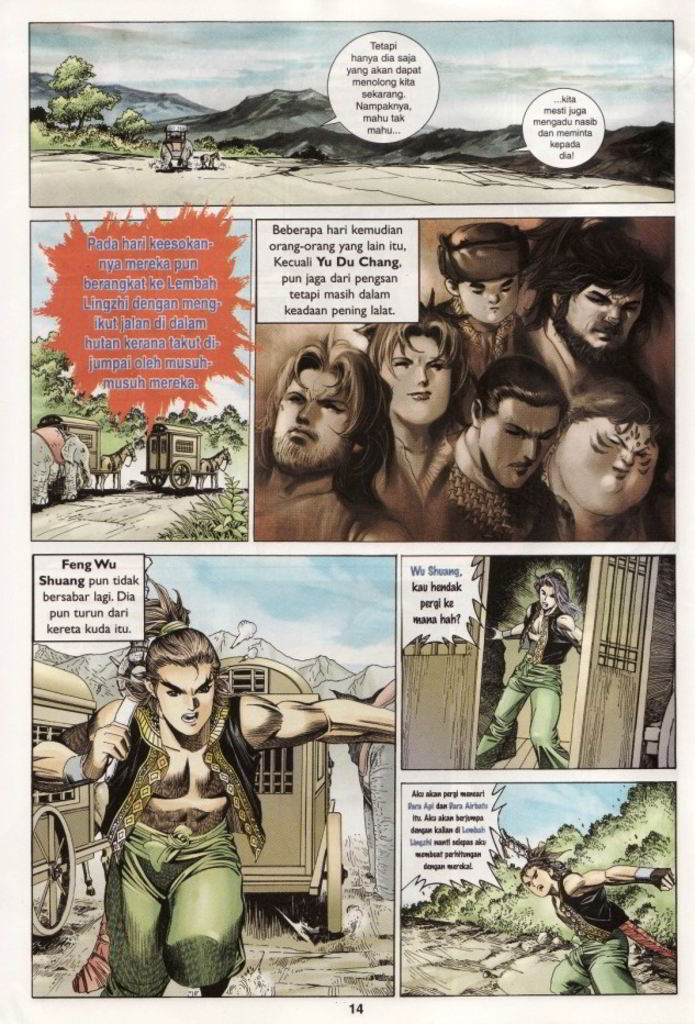 Tetapi
hanya dia saja
yang akan dapat
menolong kita
sekarang.
Nampaknya,
mahu tak
mahu...
...kita
mesti juga
mengadu nasib
dan meminta
kepada
dia!
Pada hari keesokan-
nya mereka pun
berangkat ke Lembah
Lingzhi dengan meng-
ikut jalan di dalam
hutan kerana takut di-
jumpai oleh musuh-
musuh mereka.
Beberapa hari kemudian
orang-orang yang lain itu,
Kecuali Yu Du Chang,
pun jaga dari pengsan
tetapi masih dalam
keadaan pening lalat.
Feng Wu
Shuang pun tidak
bersabar lagi. Dia
pun turun dari
kereta kuda itu.
Wu Shuang,
kau hendak
pergi ke
mana hah?
Aku akan pergi mencari
Dara Api dan Dara Airbatu
itu. Aku akan berjumpa
dengan kalian di Lembah
Lingzhi nanti selepas aku
membuat perhitungan
dengan mereka!
14